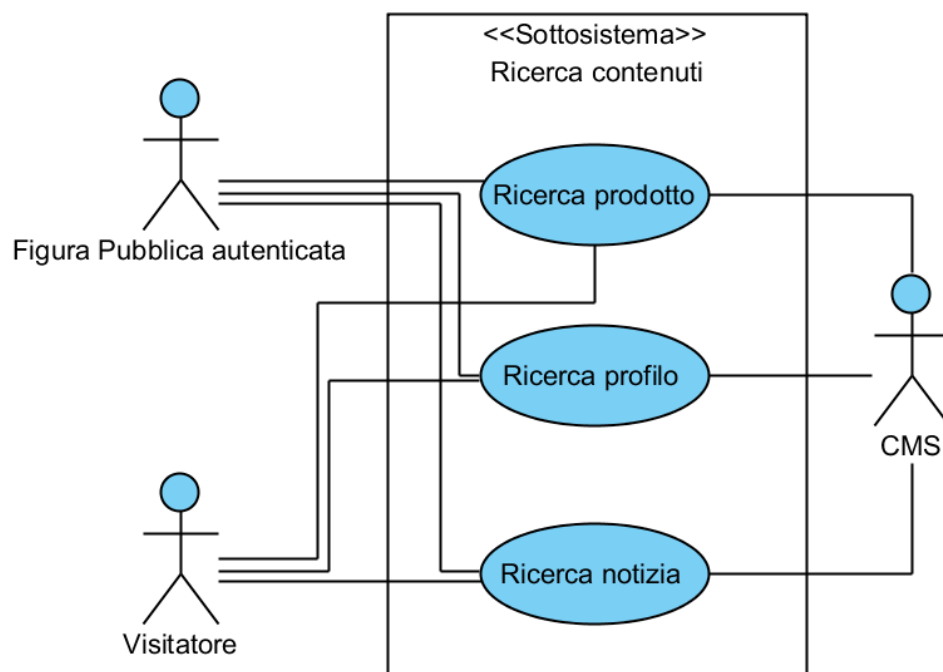 <<Sottosistema>>
Ricerca contenuti
Ricerca prodotto
Figura Pubblica autenticata
Ricerca profilo
CMS
Ricerca notizia
Visitatore